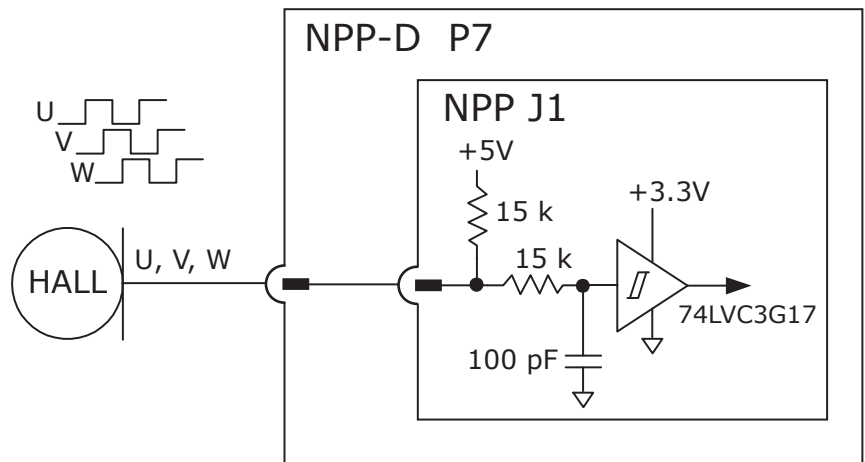 NPP-D P7
NPP J1
+5V
+3.3V
15 k
15 k
U
V
W
HALL
U, V, W
74LVC3G17
100 pF